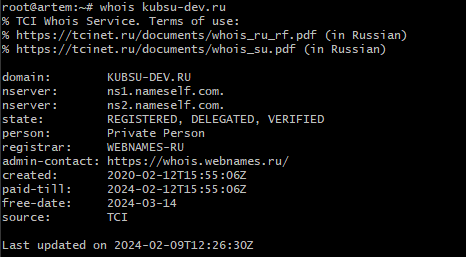 root@artem:~# whois kubsu-dev.ru
% TCI Whois Service. Terms of use:
% https://tcinet.ru/documents/whois_ru_rf.pdf (in Russian)
% https://tcinet.ru/documents/whois_su.pdf (in Russian)
domain: KUBSU-DEV.RU
nserver: ns1.nameself.com.
nserver: ns2.nameself.com.
state: REGISTERED, DELEGATED, VERIFIED
person: Private Person
registrar: WEBNAMES-RU
admin-contact: https://whois.webnames.ru/
created: 2020-02-12T15:55:06Z
paid-till: 2024-02-12T15:55:06Z
free-date: 2024-03-14
source: TCI
Last updated on 2024-02-09T12:26:30Z